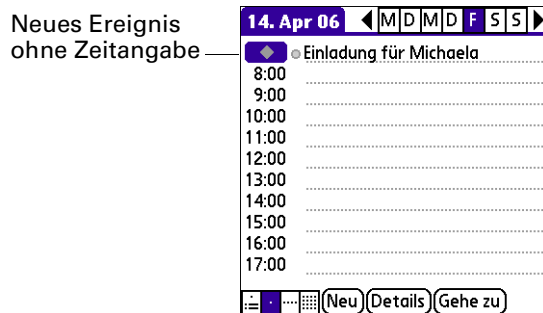 Neues Ereignis
ohne Zeitangabe
14. Apr 06 M D M D F S S
Einladung für Michaela
8:00
9:00
10:00
11:00
12:00
13:00
14:00
15:00
16:00
17:00
Neu Details Gehe zu